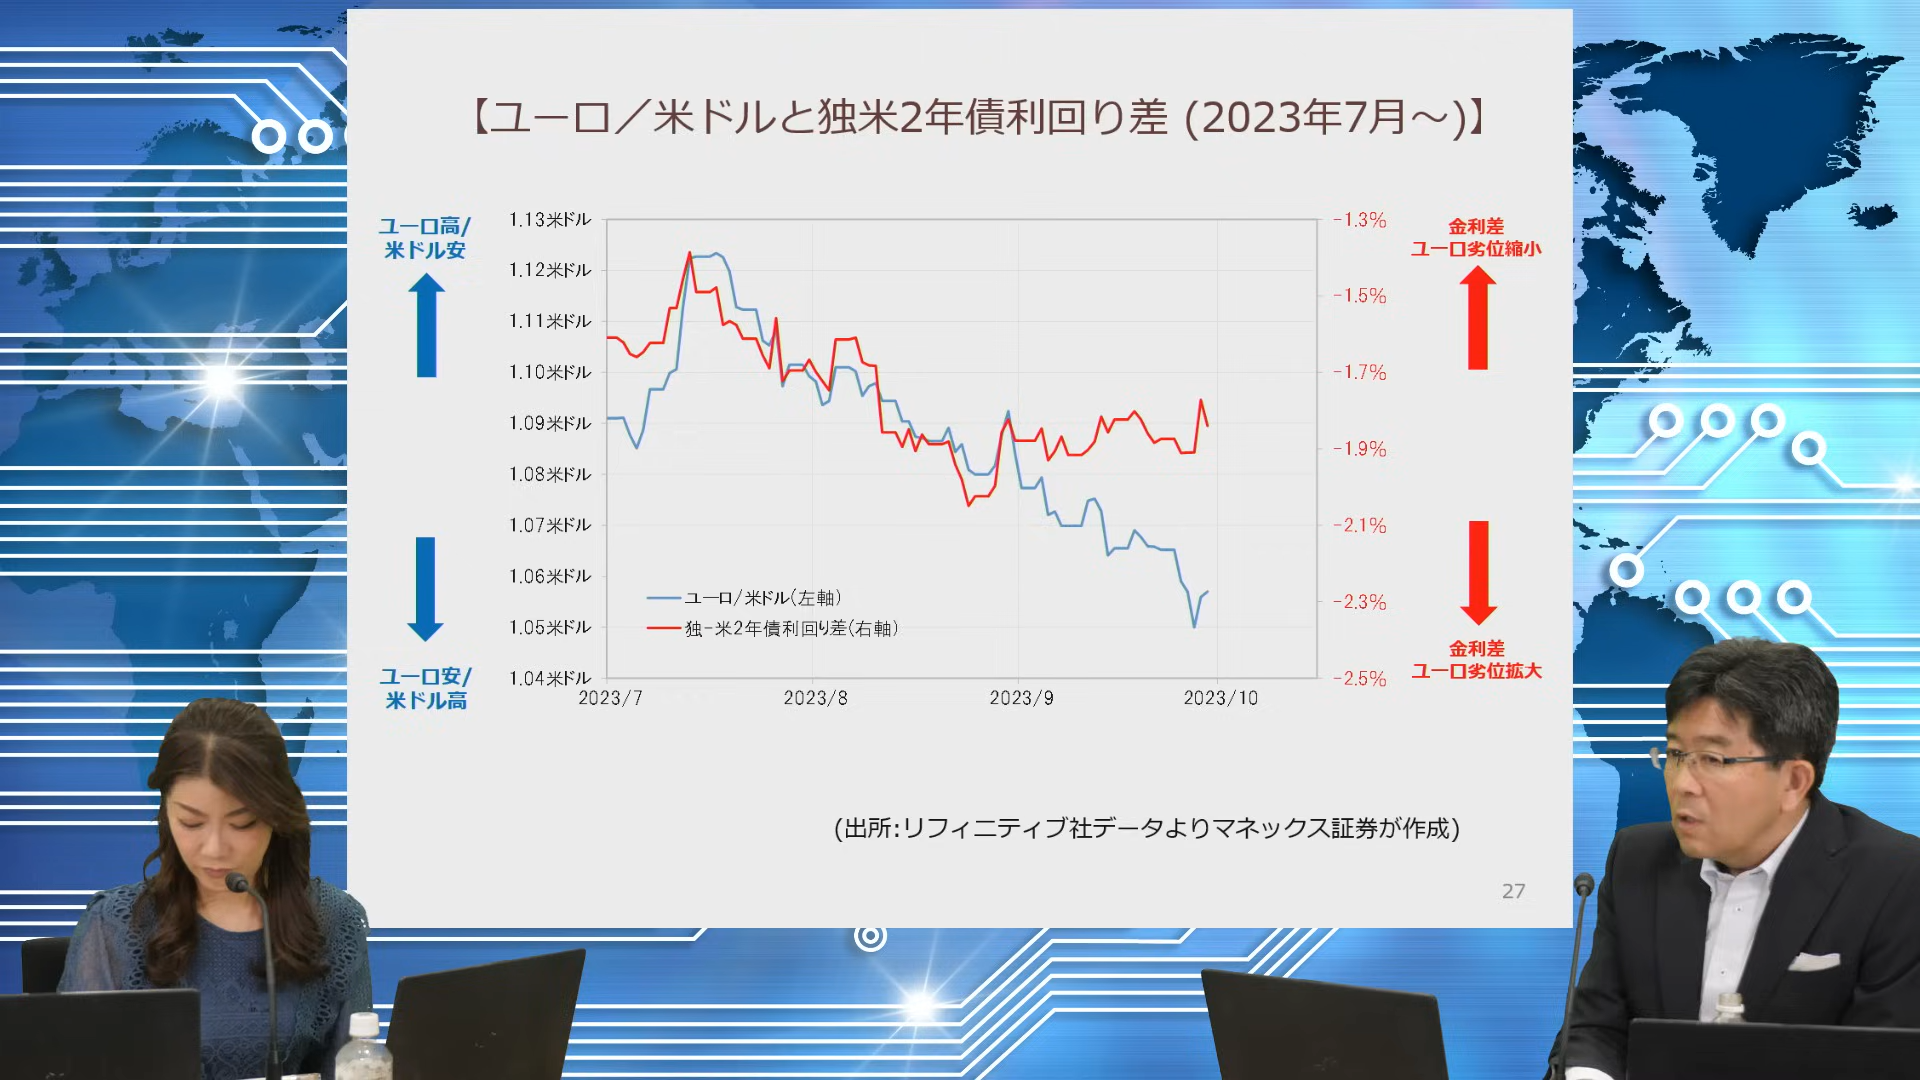 【ユーロ／米ドルと独米2年債利回り差 (2023年7月～)】
ユーロ高/
米ドル安
ユーロ安/
米ドル高
1.13米ドル
1.12米ドル
1.11米ドル
1.10米ドル
1.09米ドル
1.08米ドル
1.07米ドル
1.06米ドル
1.05米ドル
1.04米ドル
ユーロ/米ドル(左軸)
独-米2年債利回り差(右軸)
2023/7
2023/8
2023/9
2023/10
-1.3%
-1.5%
-1.7%
-1.9%
-2.1%
-2.3%
-2.5%
金利差
ユーロ劣位縮小
金利差
ユーロ劣位拡大
(出所:リフィニティブ社データよりマネックス証券が作成)
27